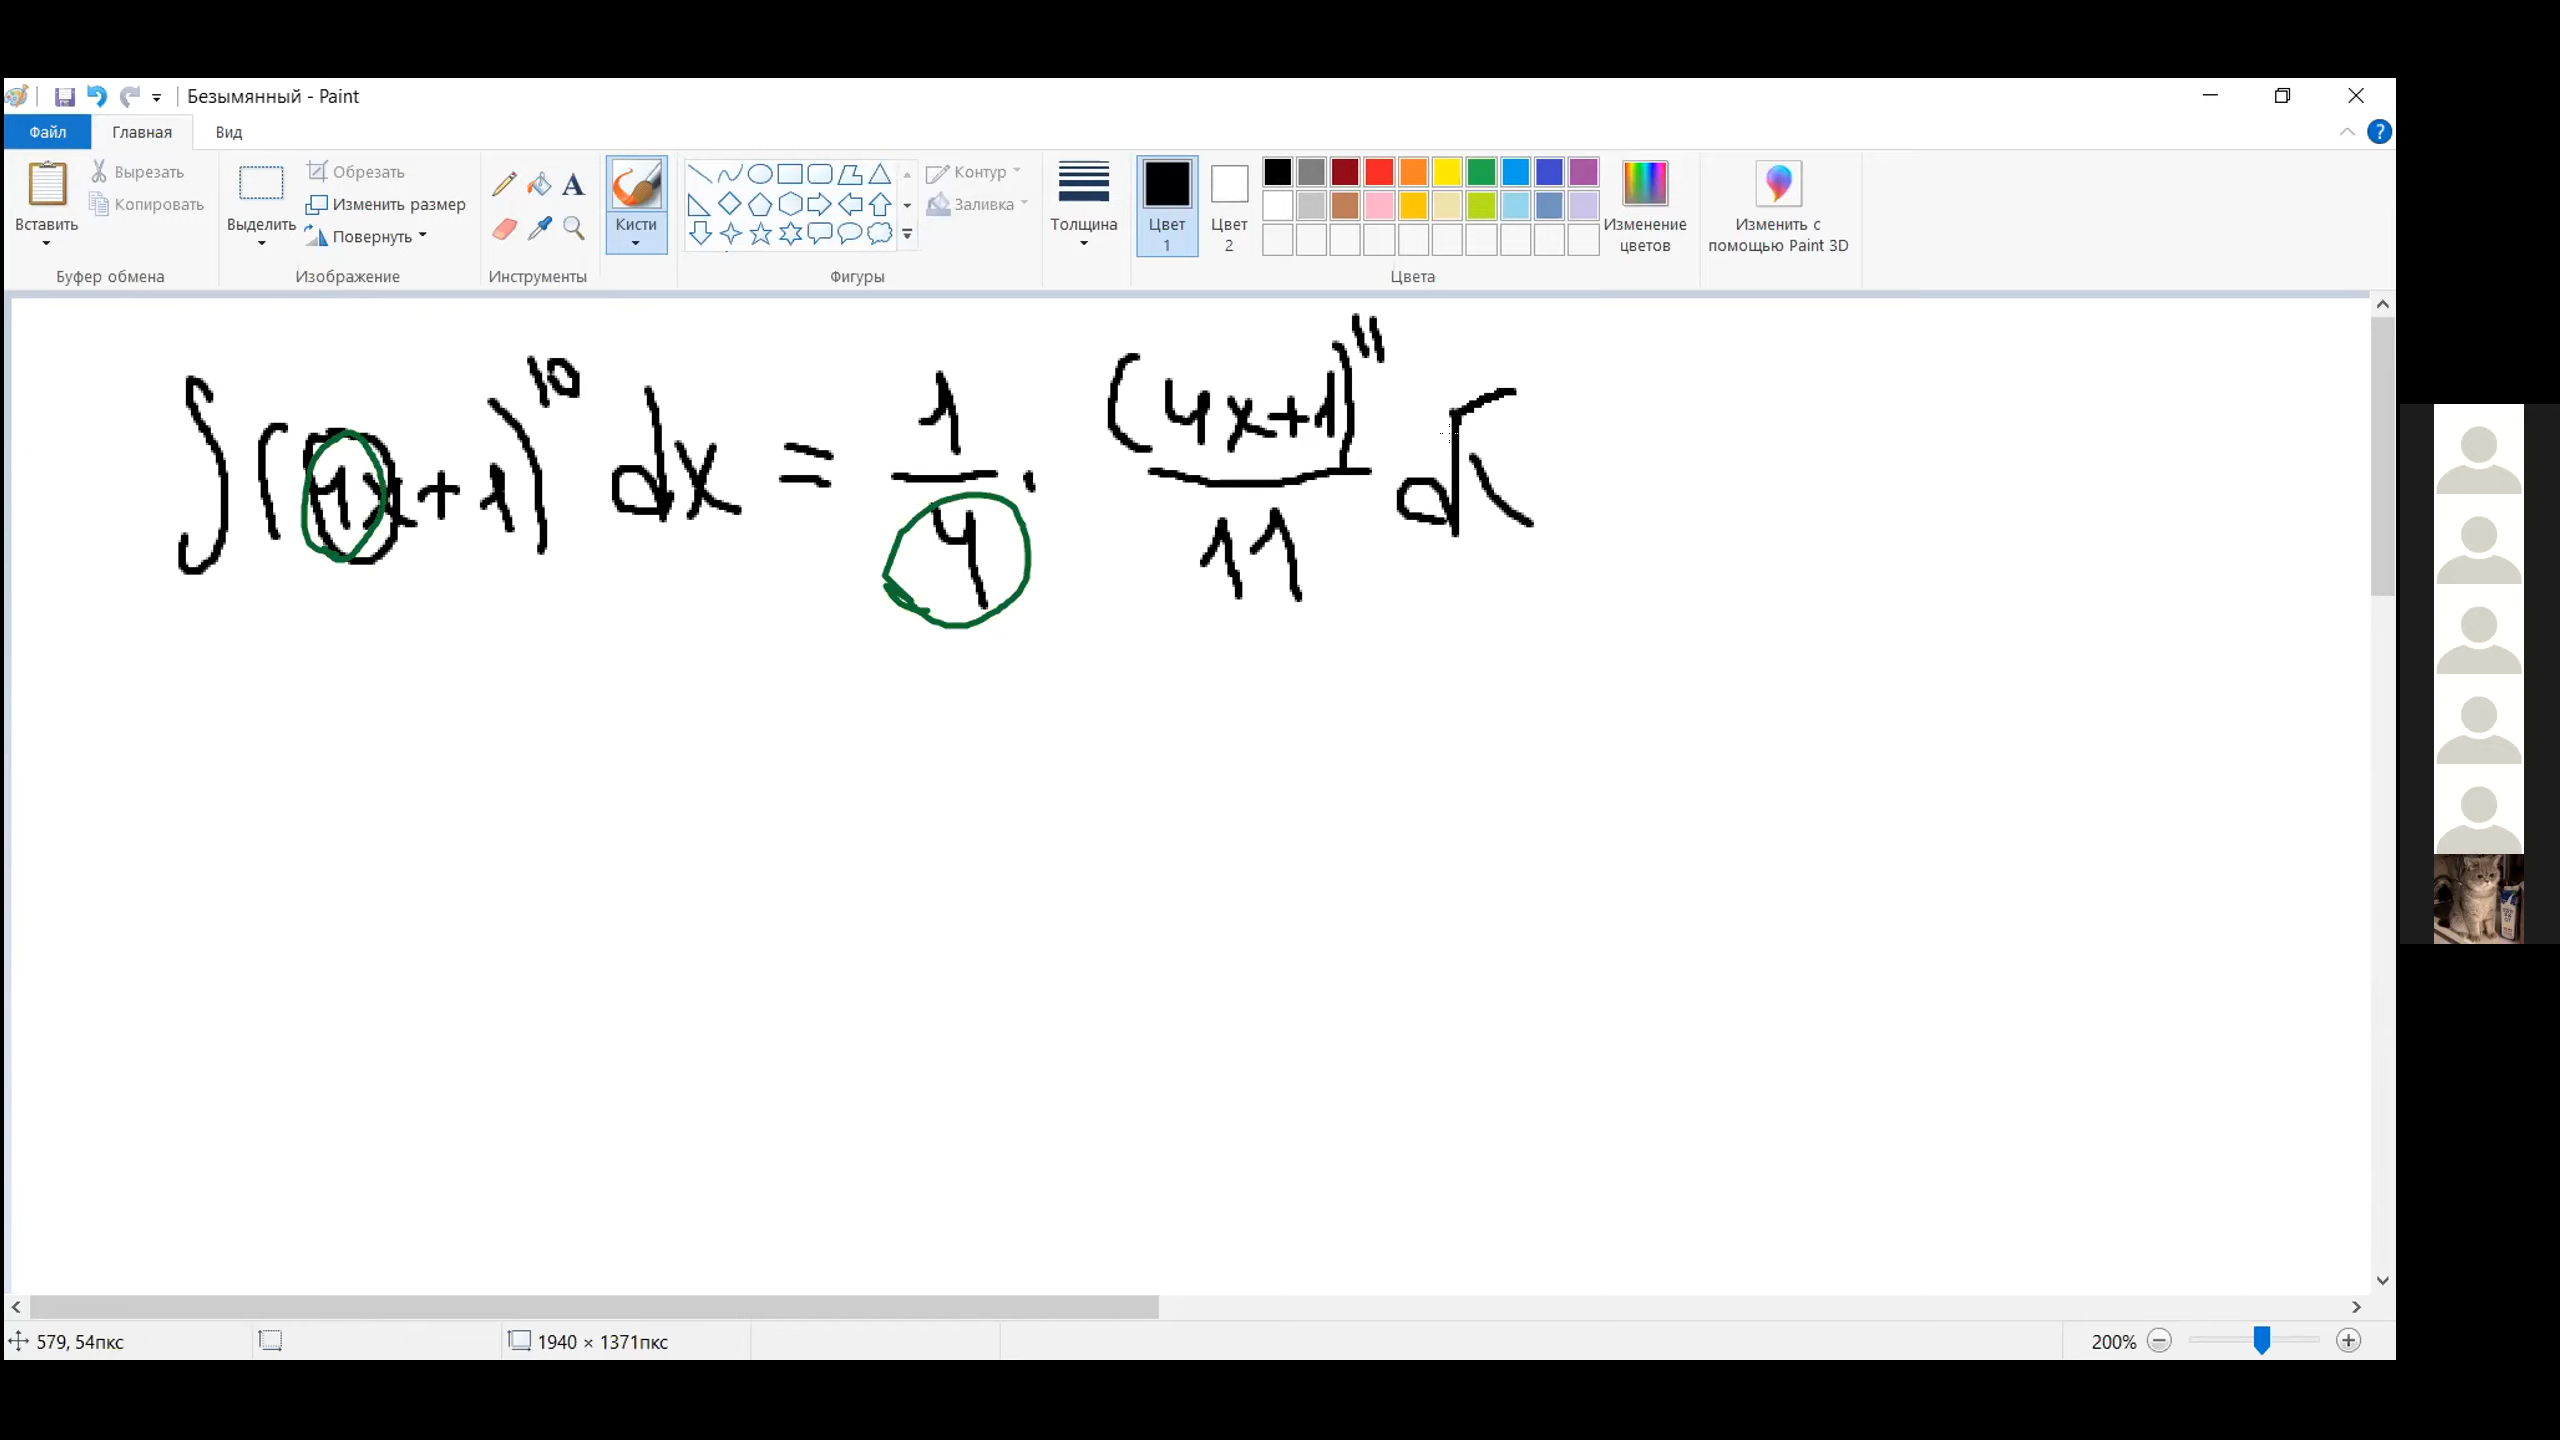 Безымянный - Paint
Файл Главная Вид
Вставить Вырезать Копировать Буфер обмена
Выделить Обрезать Изменить размер Повернуть Изображение
A Инструменты
Кисти
Контур Заливка Фигуры
Толщина
Цвет 1 Цвет 2 Изменение цветов Цвета
Изменить с помощью Paint 3D
?
∫(4x+1)^10 dx = 1/4 · (4x+1)^11/11
579, 54пкс 1940 × 1371пкс 200%